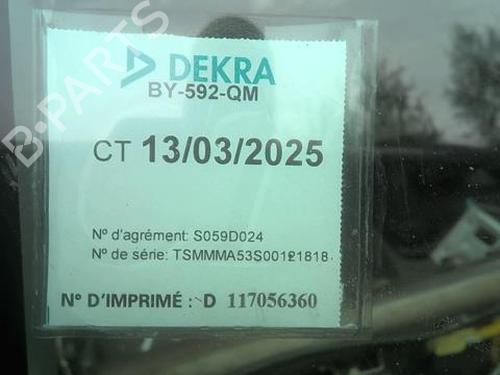 DEKRA
BY-592-QM
CT 13/03/2025
N° d'agrément: S059D024
N° de série: TSMMMA53S00121818
N° D'IMPRIMÉ : D 117056360
B-PARTS